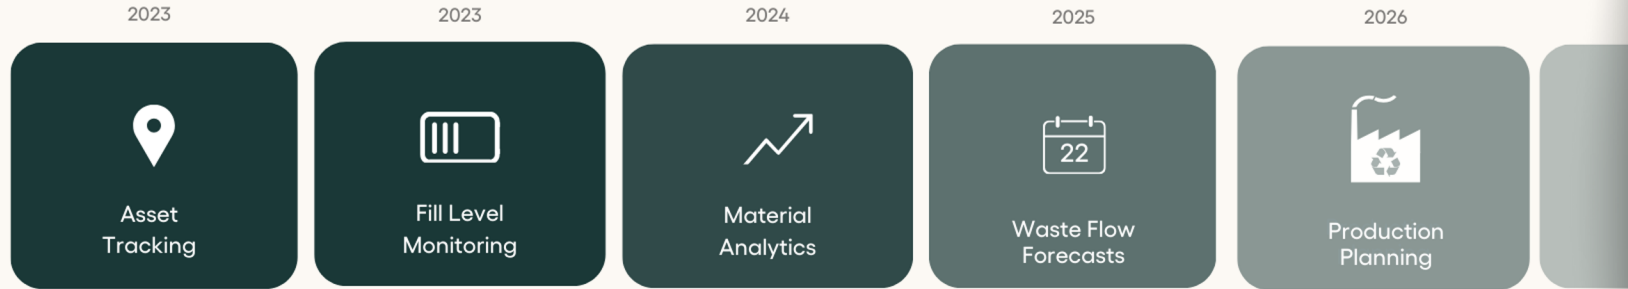 2023
2023
2024
2025
2026
Asset
Tracking
Fill Level
Monitoring
Material
Analytics
22
Waste Flow
Forecasts
Production
Planning